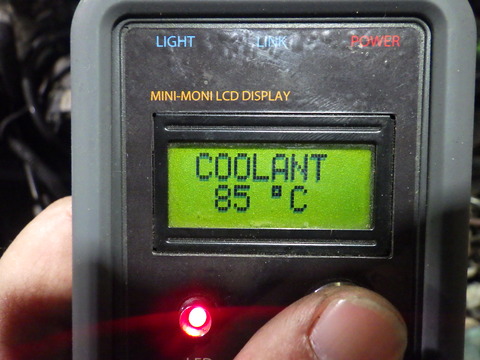 LIGHT LINK POWER
MINI-MONI LCD DISPLAY
COOLANT
85 °C